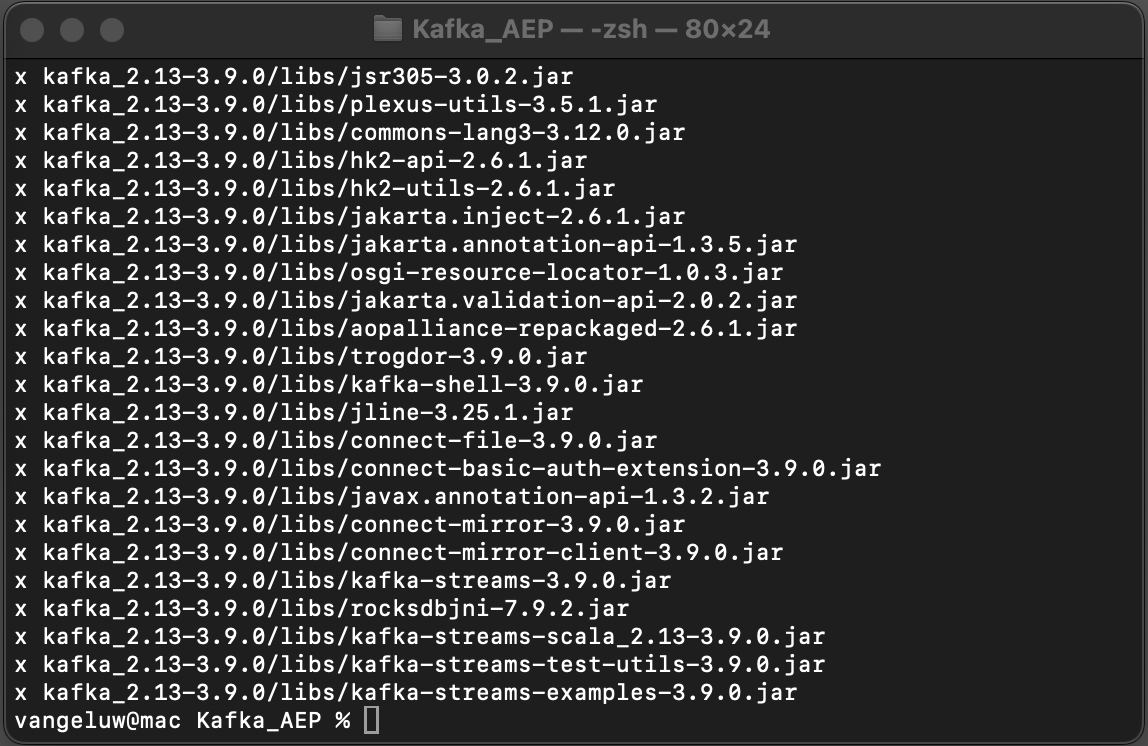 Kafka_AEP — -zsh — 80×24
x kafka_2.13-3.9.0/libs/jsr305-3.0.2.jar
x kafka_2.13-3.9.0/libs/plexus-utils-3.5.1.jar
x kafka_2.13-3.9.0/libs/commons-lang3-3.12.0.jar
x kafka_2.13-3.9.0/libs/hk2-api-2.6.1.jar
x kafka_2.13-3.9.0/libs/hk2-utils-2.6.1.jar
x kafka_2.13-3.9.0/libs/jakarta.inject-2.6.1.jar
x kafka_2.13-3.9.0/libs/jakarta.annotation-api-1.3.5.jar
x kafka_2.13-3.9.0/libs/osgi-resource-locator-1.0.3.jar
x kafka_2.13-3.9.0/libs/jakarta.validation-api-2.0.2.jar
x kafka_2.13-3.9.0/libs/aopalliance-repackaged-2.6.1.jar
x kafka_2.13-3.9.0/libs/trogdor-3.9.0.jar
x kafka_2.13-3.9.0/libs/kafka-shell-3.9.0.jar
x kafka_2.13-3.9.0/libs/jline-3.25.1.jar
x kafka_2.13-3.9.0/libs/connect-file-3.9.0.jar
x kafka_2.13-3.9.0/libs/connect-basic-auth-extension-3.9.0.jar
x kafka_2.13-3.9.0/libs/javax.annotation-api-1.3.2.jar
x kafka_2.13-3.9.0/libs/connect-mirror-3.9.0.jar
x kafka_2.13-3.9.0/libs/connect-mirror-client-3.9.0.jar
x kafka_2.13-3.9.0/libs/kafka-streams-3.9.0.jar
x kafka_2.13-3.9.0/libs/rocksdbjni-7.9.2.jar
x kafka_2.13-3.9.0/libs/kafka-streams-scala_2.13-3.9.0.jar
x kafka_2.13-3.9.0/libs/kafka-streams-test-utils-3.9.0.jar
x kafka_2.13-3.9.0/libs/kafka-streams-examples-3.9.0.jar
vangeluw@mac Kafka_AEP %